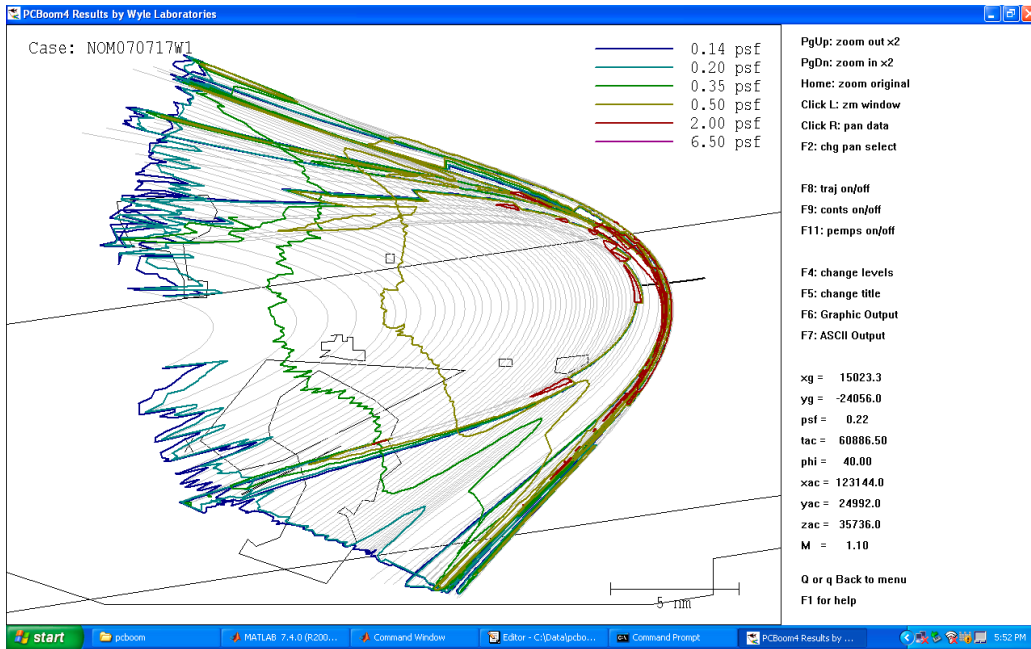 PCBoom4 Results by Wyle Laboratories
Case: NOM070717W1
0.14 psf
0.20 psf
0.35 psf
0.50 psf
2.00 psf
6.50 psf
5 nm
PgUp: zoom out x2
PgDn: zoom in x2
Home: zoom original
Click L: zm window
Click R: pan data
F2: chg pan select
F8: traj on/off
F9: conts on/off
F11: pemps on/off
F4: change levels
F5: change title
F6: Graphic Output
F7: ASCII Output
xg = 15023.3
yg = -24056.0
psf = 0.22
tac = 60886.50
phi = 40.00
xac = 123144.0
yac = 24992.0
zac = 35736.0
M = 1.10
Q or q Back to menu
F1 for help
start
pcboom
MATLAB 7.4.0 (R200...
Command Window
Editor - C:\Data\pcbo...
Command Prompt
PCBoom4 Results by ...
5:52 PM